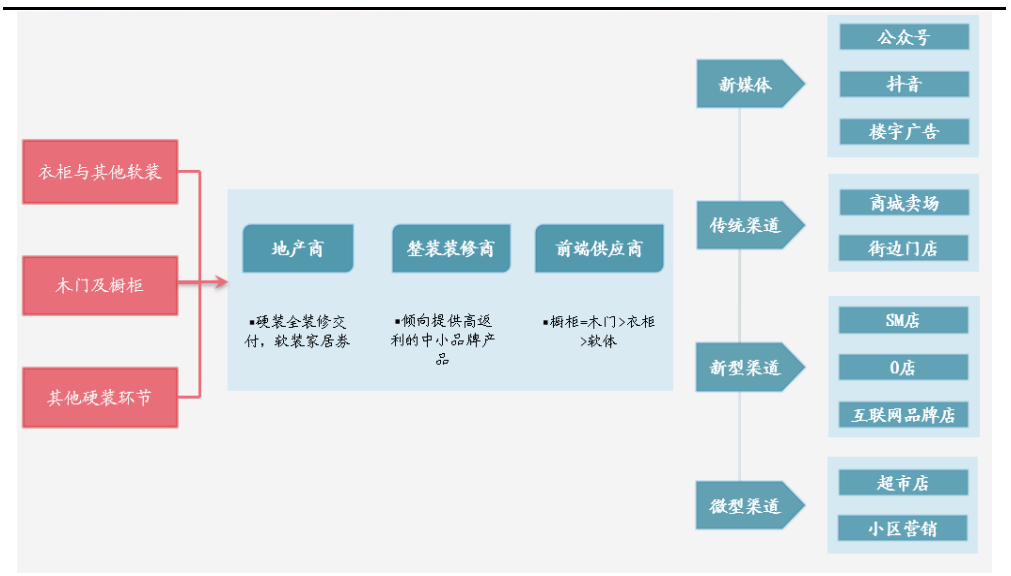 衣柜与其他软装
木门及橱柜
其他硬装环节
地产商
▪硬装全装修交
付，软装家居券
整装装修商
▪倾向提供高返
利的中小品牌产
品
前端供应商
▪橱柜=木门>衣柜
>软体
新媒体
公众号
抖音
楼宇广告
传统渠道
商城卖场
街边门店
新型渠道
SM店
O店
互联网品牌店
微型渠道
超市店
小区营销